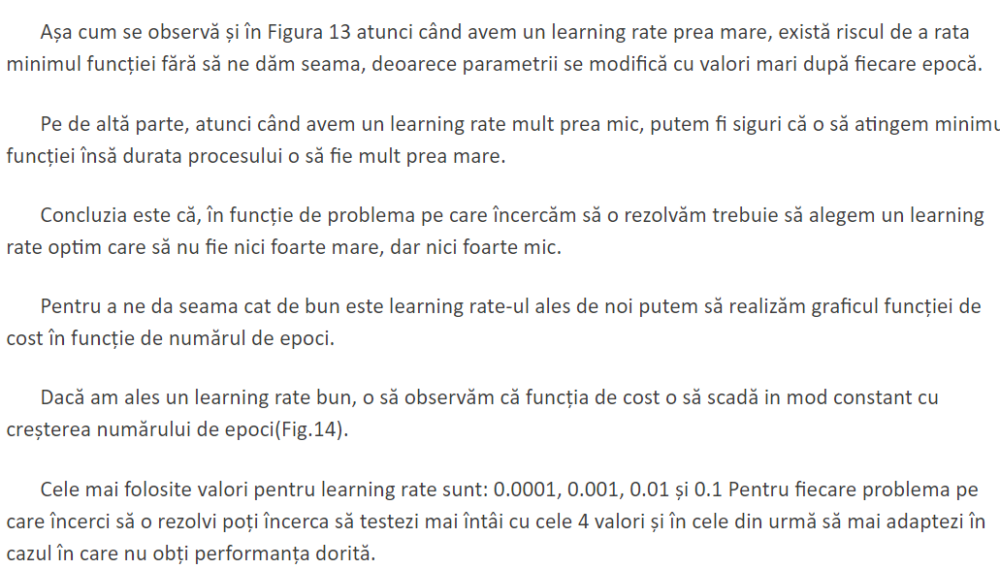 Așa cum se observă și în Figura 13 atunci când avem un learning rate prea mare, există riscul de a rata
minimul funcției fără să ne dăm seama, deoarece parametrii se modifică cu valori mari după fiecare epocă.
Pe de altă parte, atunci când avem un learning rate mult prea mic, putem fi siguri că o să atingem minimu
funcției însă durata procesului o să fie mult prea mare.
Concluzia este că, în funcție de problema pe care încercăm să o rezolvăm trebuie să alegem un learning
rate optim care să nu fie nici foarte mare, dar nici foarte mic.
Pentru a ne da seama cat de bun este learning rate-ul ales de noi putem să realizăm graficul funcției de
cost în funcție de numărul de epoci.
Dacă am ales un learning rate bun, o să observăm că funcția de cost o să scadă in mod constant cu
creșterea numărului de epoci(Fig.14).
Cele mai folosite valori pentru learning rate sunt: 0.0001, 0.001, 0.01 și 0.1 Pentru fiecare problema pe
care încerci să o rezolvi poți încerca să testezi mai întâi cu cele 4 valori și în cele din urmă să mai adaptezi în
cazul în care nu obți performanța dorită.